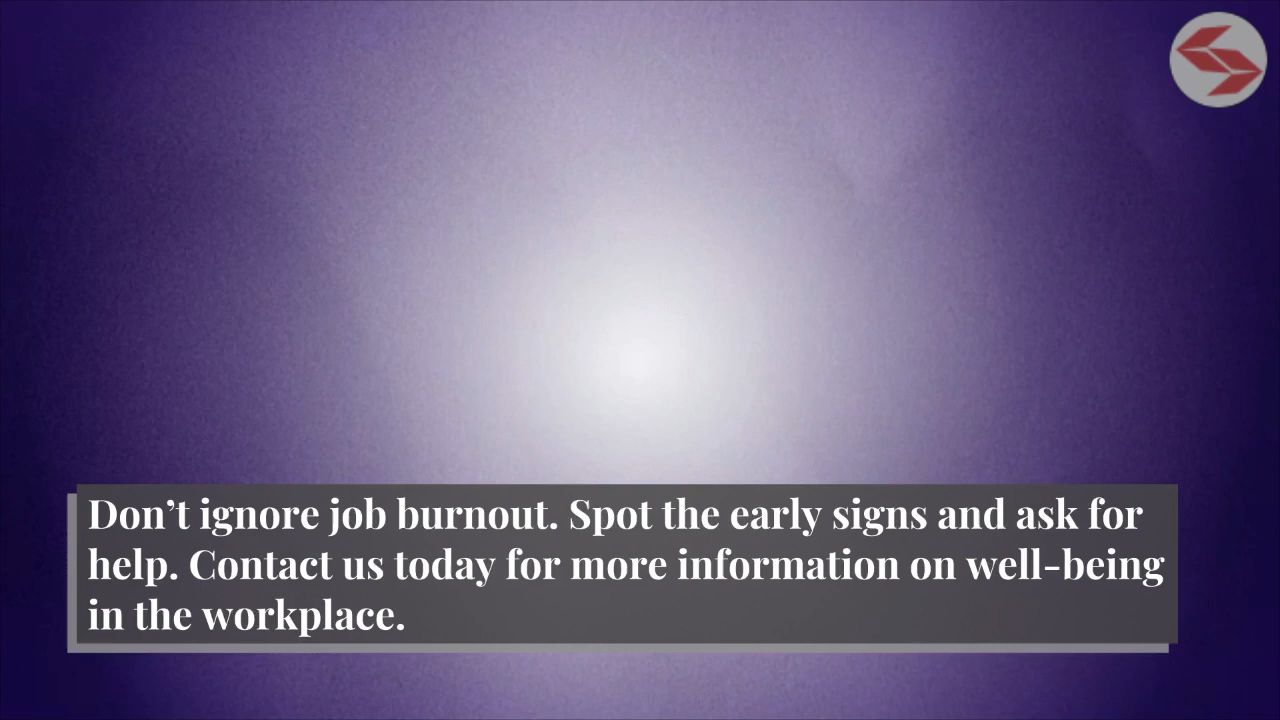 Don’t ignore job burnout. Spot the early signs and ask for
help. Contact us today for more information on well-being
in the workplace.